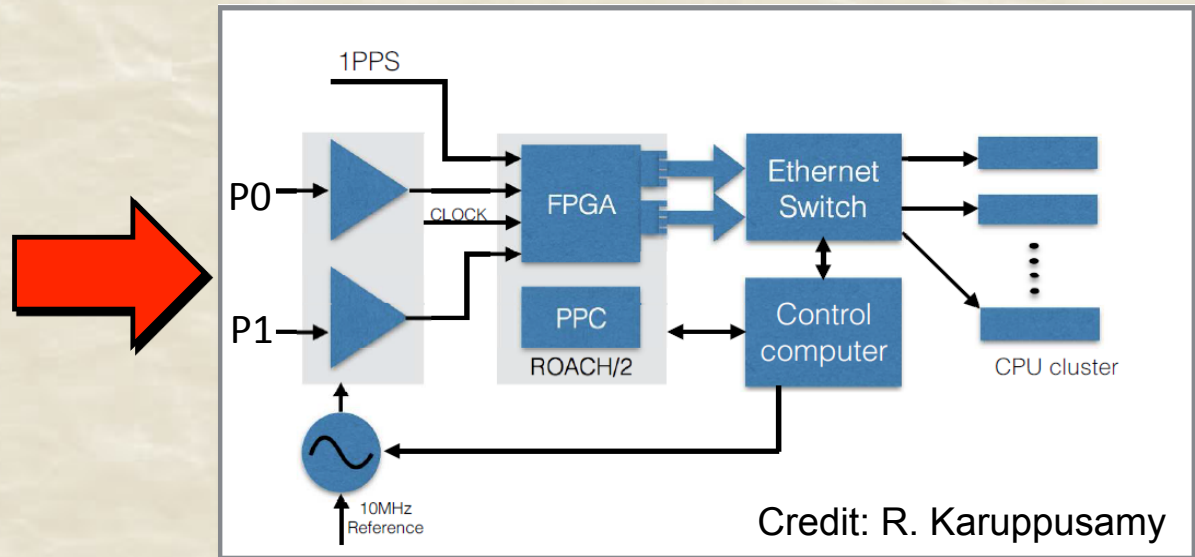 1PPS
P0
CLOCK
FPGA
Ethernet
Switch
P1
PPC
ROACH/2
Control
computer
CPU cluster
10MHz
Reference
Credit: R. Karuppusamy